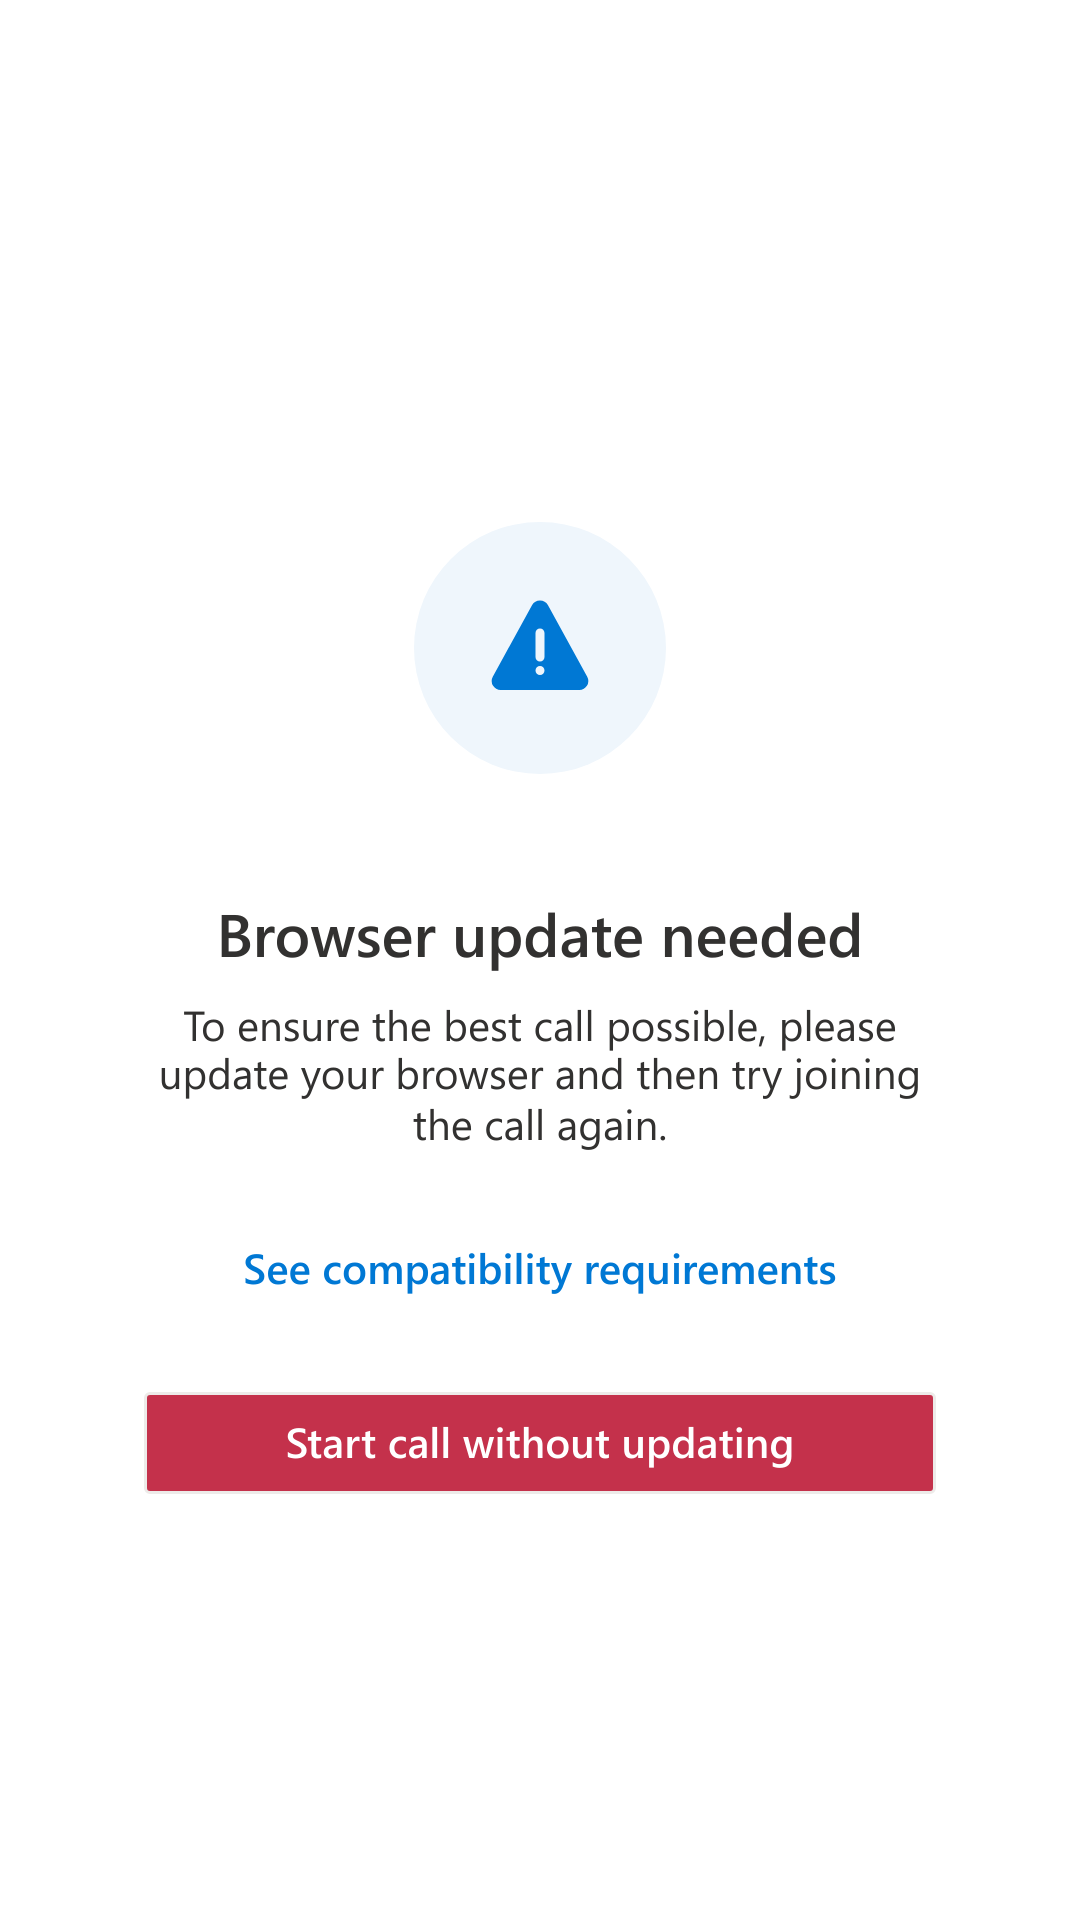 Browser update needed
To ensure the best call possible, please
update your browser and then try joining
the call again.
See compatibility requirements
Start call without updating